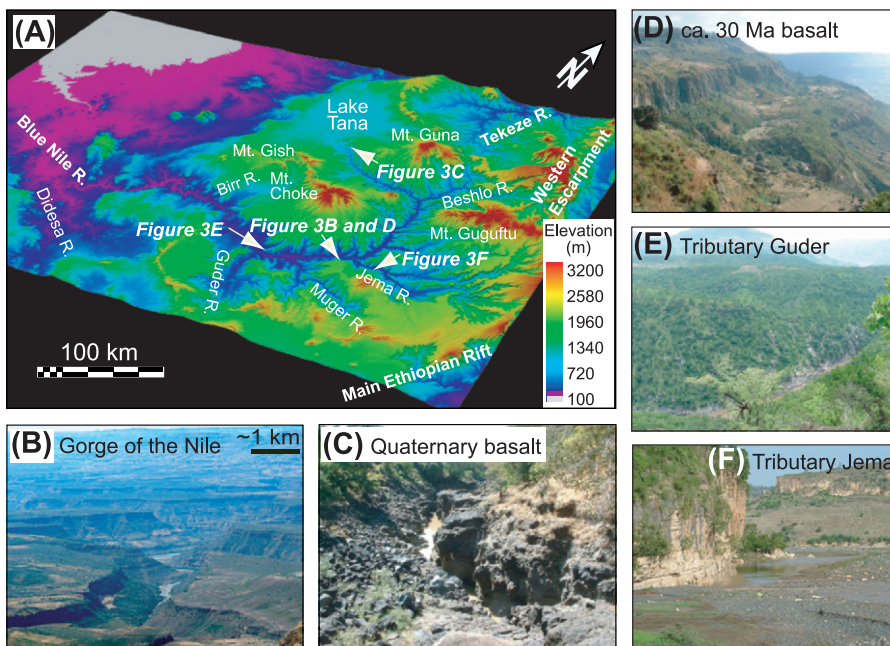 (A)
N
Lake
Tana
Mt. Guna
Tekeze R.
Western
Escarpment
Blue Nile R.
Mt. Gish
Figure 3C
Birr R.
Mt.
Choke
Beshlo R.
Didesa R.
Figure 3E
Figure 3B and D
Mt. Guguftu
Figure 3F
Guder R.
Jema R.
Muger R.
Main Ethiopian Rift
100 km
Elevation
(m)
3200
2580
1960
1340
720
100
(B) Gorge of the Nile
~1 km
(C) Quaternary basalt
(D) ca. 30 Ma basalt
(E) Tributary Guder
(F)
Tributary Jema